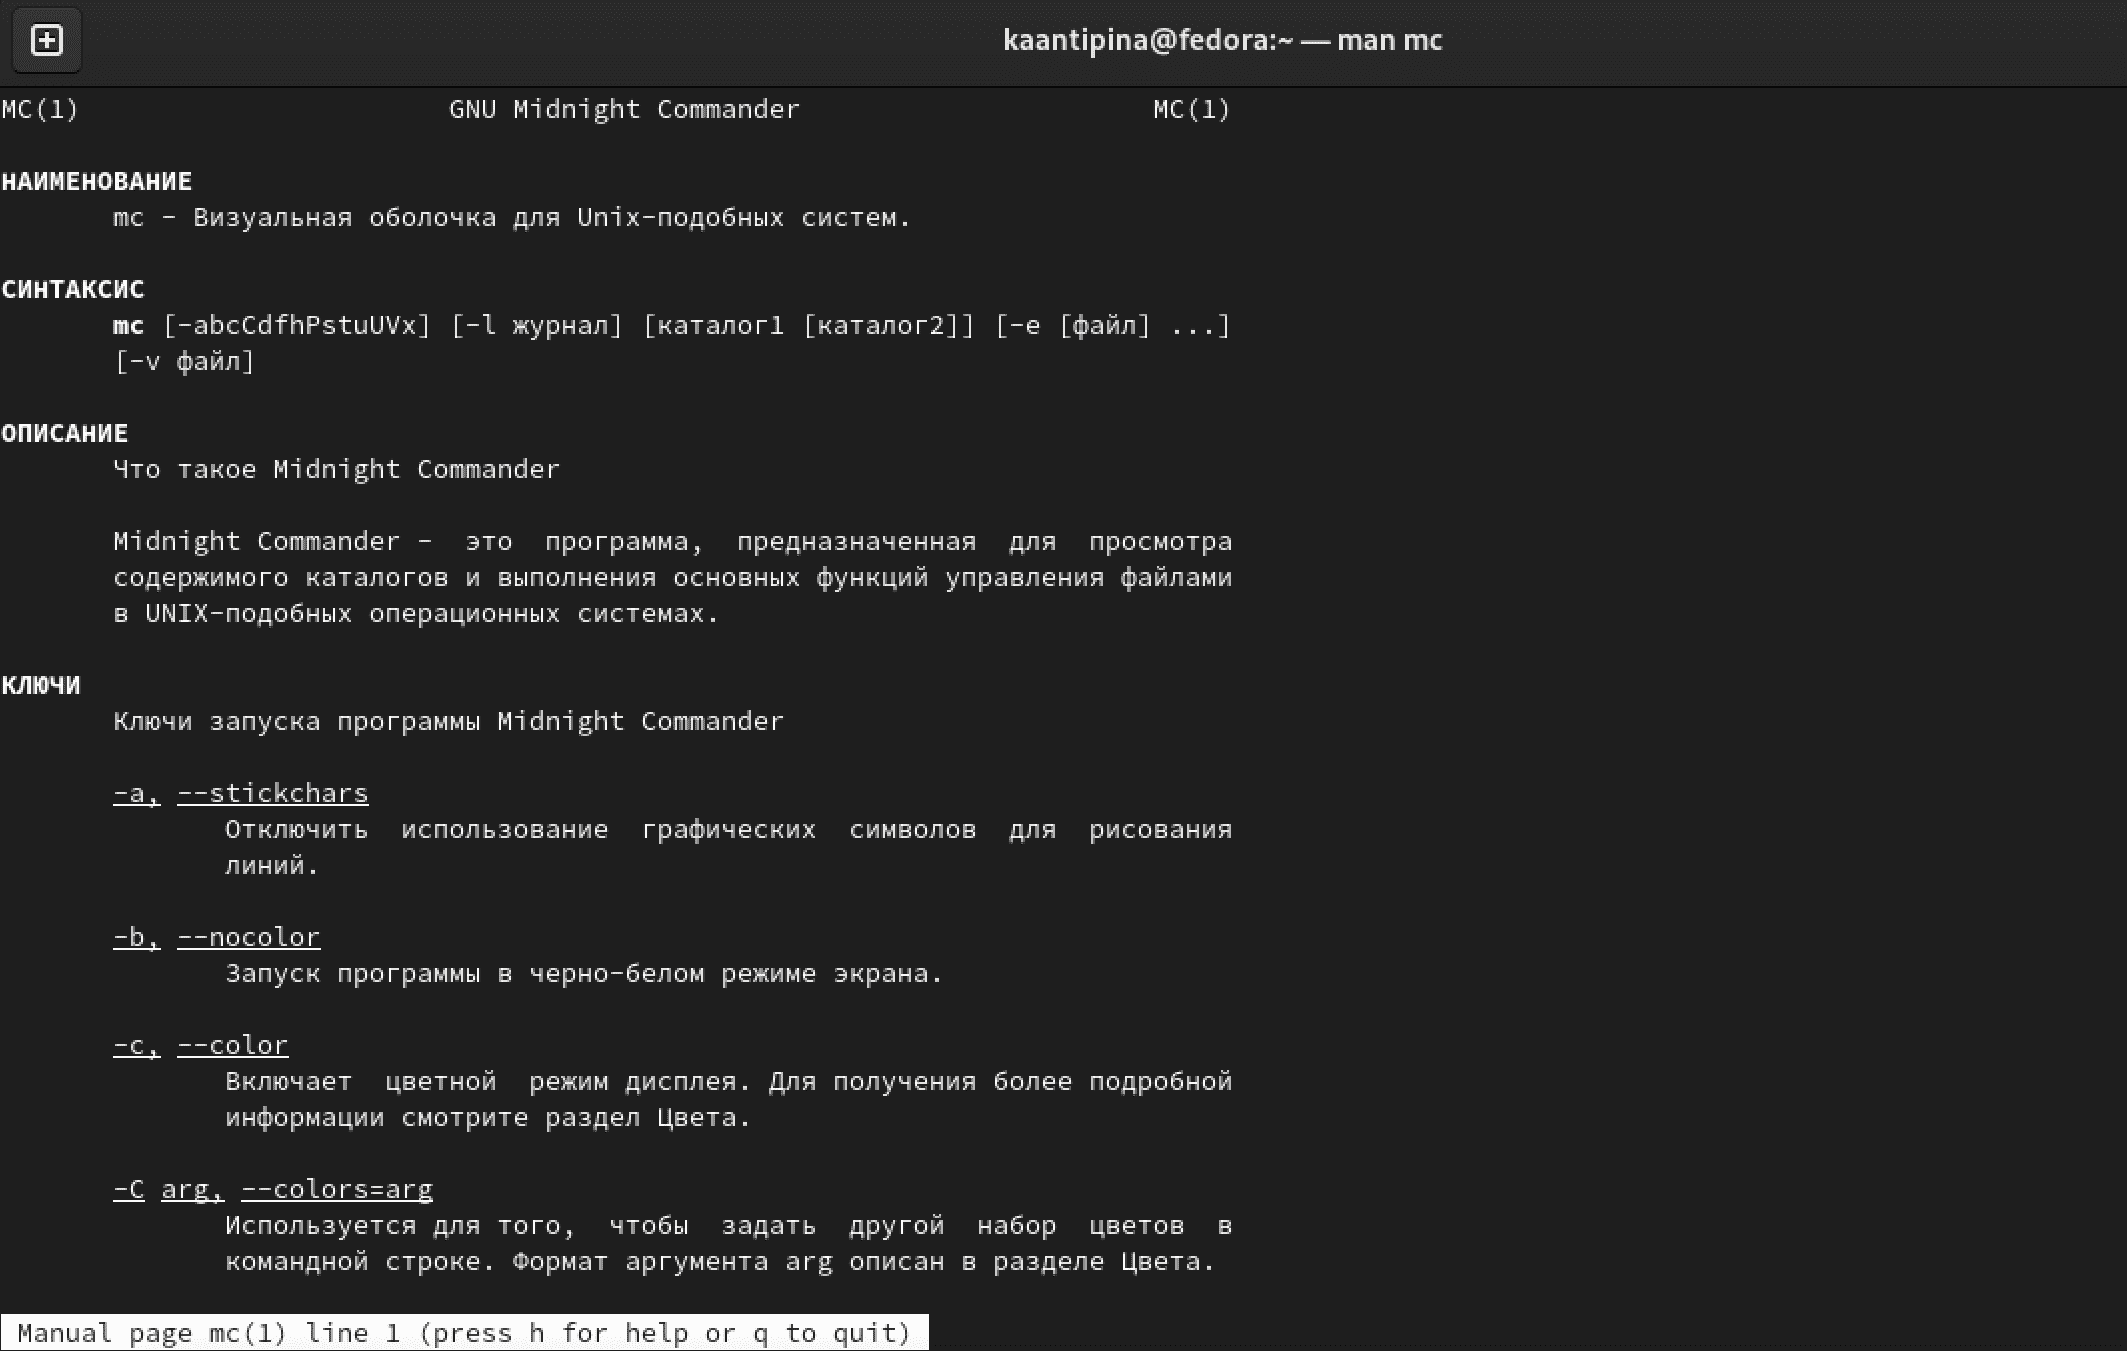 kaantipina@fedora:~ — man mc
MC(1) GNU Midnight Commander MC(1)
НАИМЕНОВАНИЕ
mc - Визуальная оболочка для Unix-подобных систем.
СИНТАКСИС
mc [-abcCdfhPstuUVx] [-l журнал] [каталог1 [каталог2]] [-e [файл] ...]
[-v файл]
ОПИСАНИЕ
Что такое Midnight Commander
Midnight Commander - это программа, предназначенная для просмотра
содержимого каталогов и выполнения основных функций управления файлами
в UNIX-подобных операционных системах.
КЛЮЧИ
Ключи запуска программы Midnight Commander
-a, --stickchars
Отключить использование графических символов для рисования
линий.
-b, --nocolor
Запуск программы в черно-белом режиме экрана.
-c, --color
Включает цветной режим дисплея. Для получения более подробной
информации смотрите раздел Цвета.
-C arg, --colors=arg
Используется для того, чтобы задать другой набор цветов в
командной строке. Формат аргумента arg описан в разделе Цвета.
Manual page mc(1) line 1 (press h for help or q to quit)